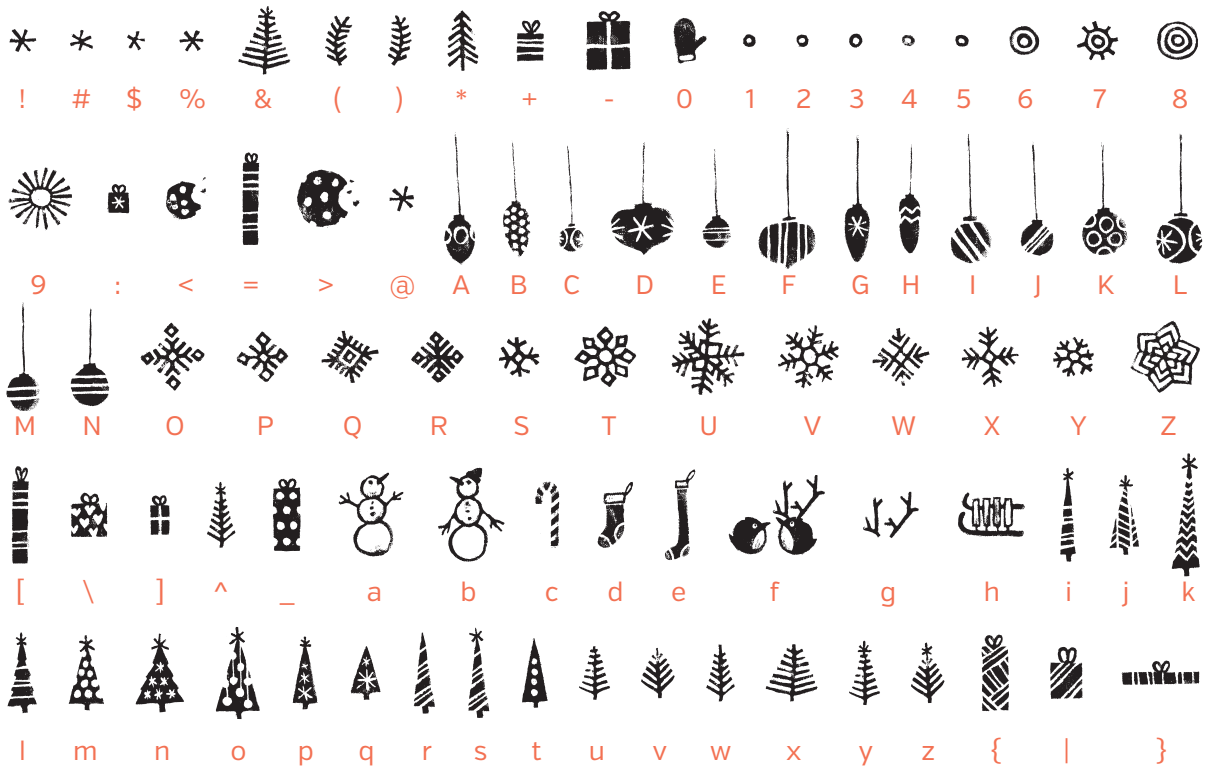 ! # $ % & ( ) * + - 0 1 2 3 4 5 6 7 8
9 : < = > @ A B C D E F G H I J K L
M N O P Q R S T U V W X Y Z
[ \ ] ^ _ a b c d e f g h i j k
l m n o p q r s t u v w x y z { | }